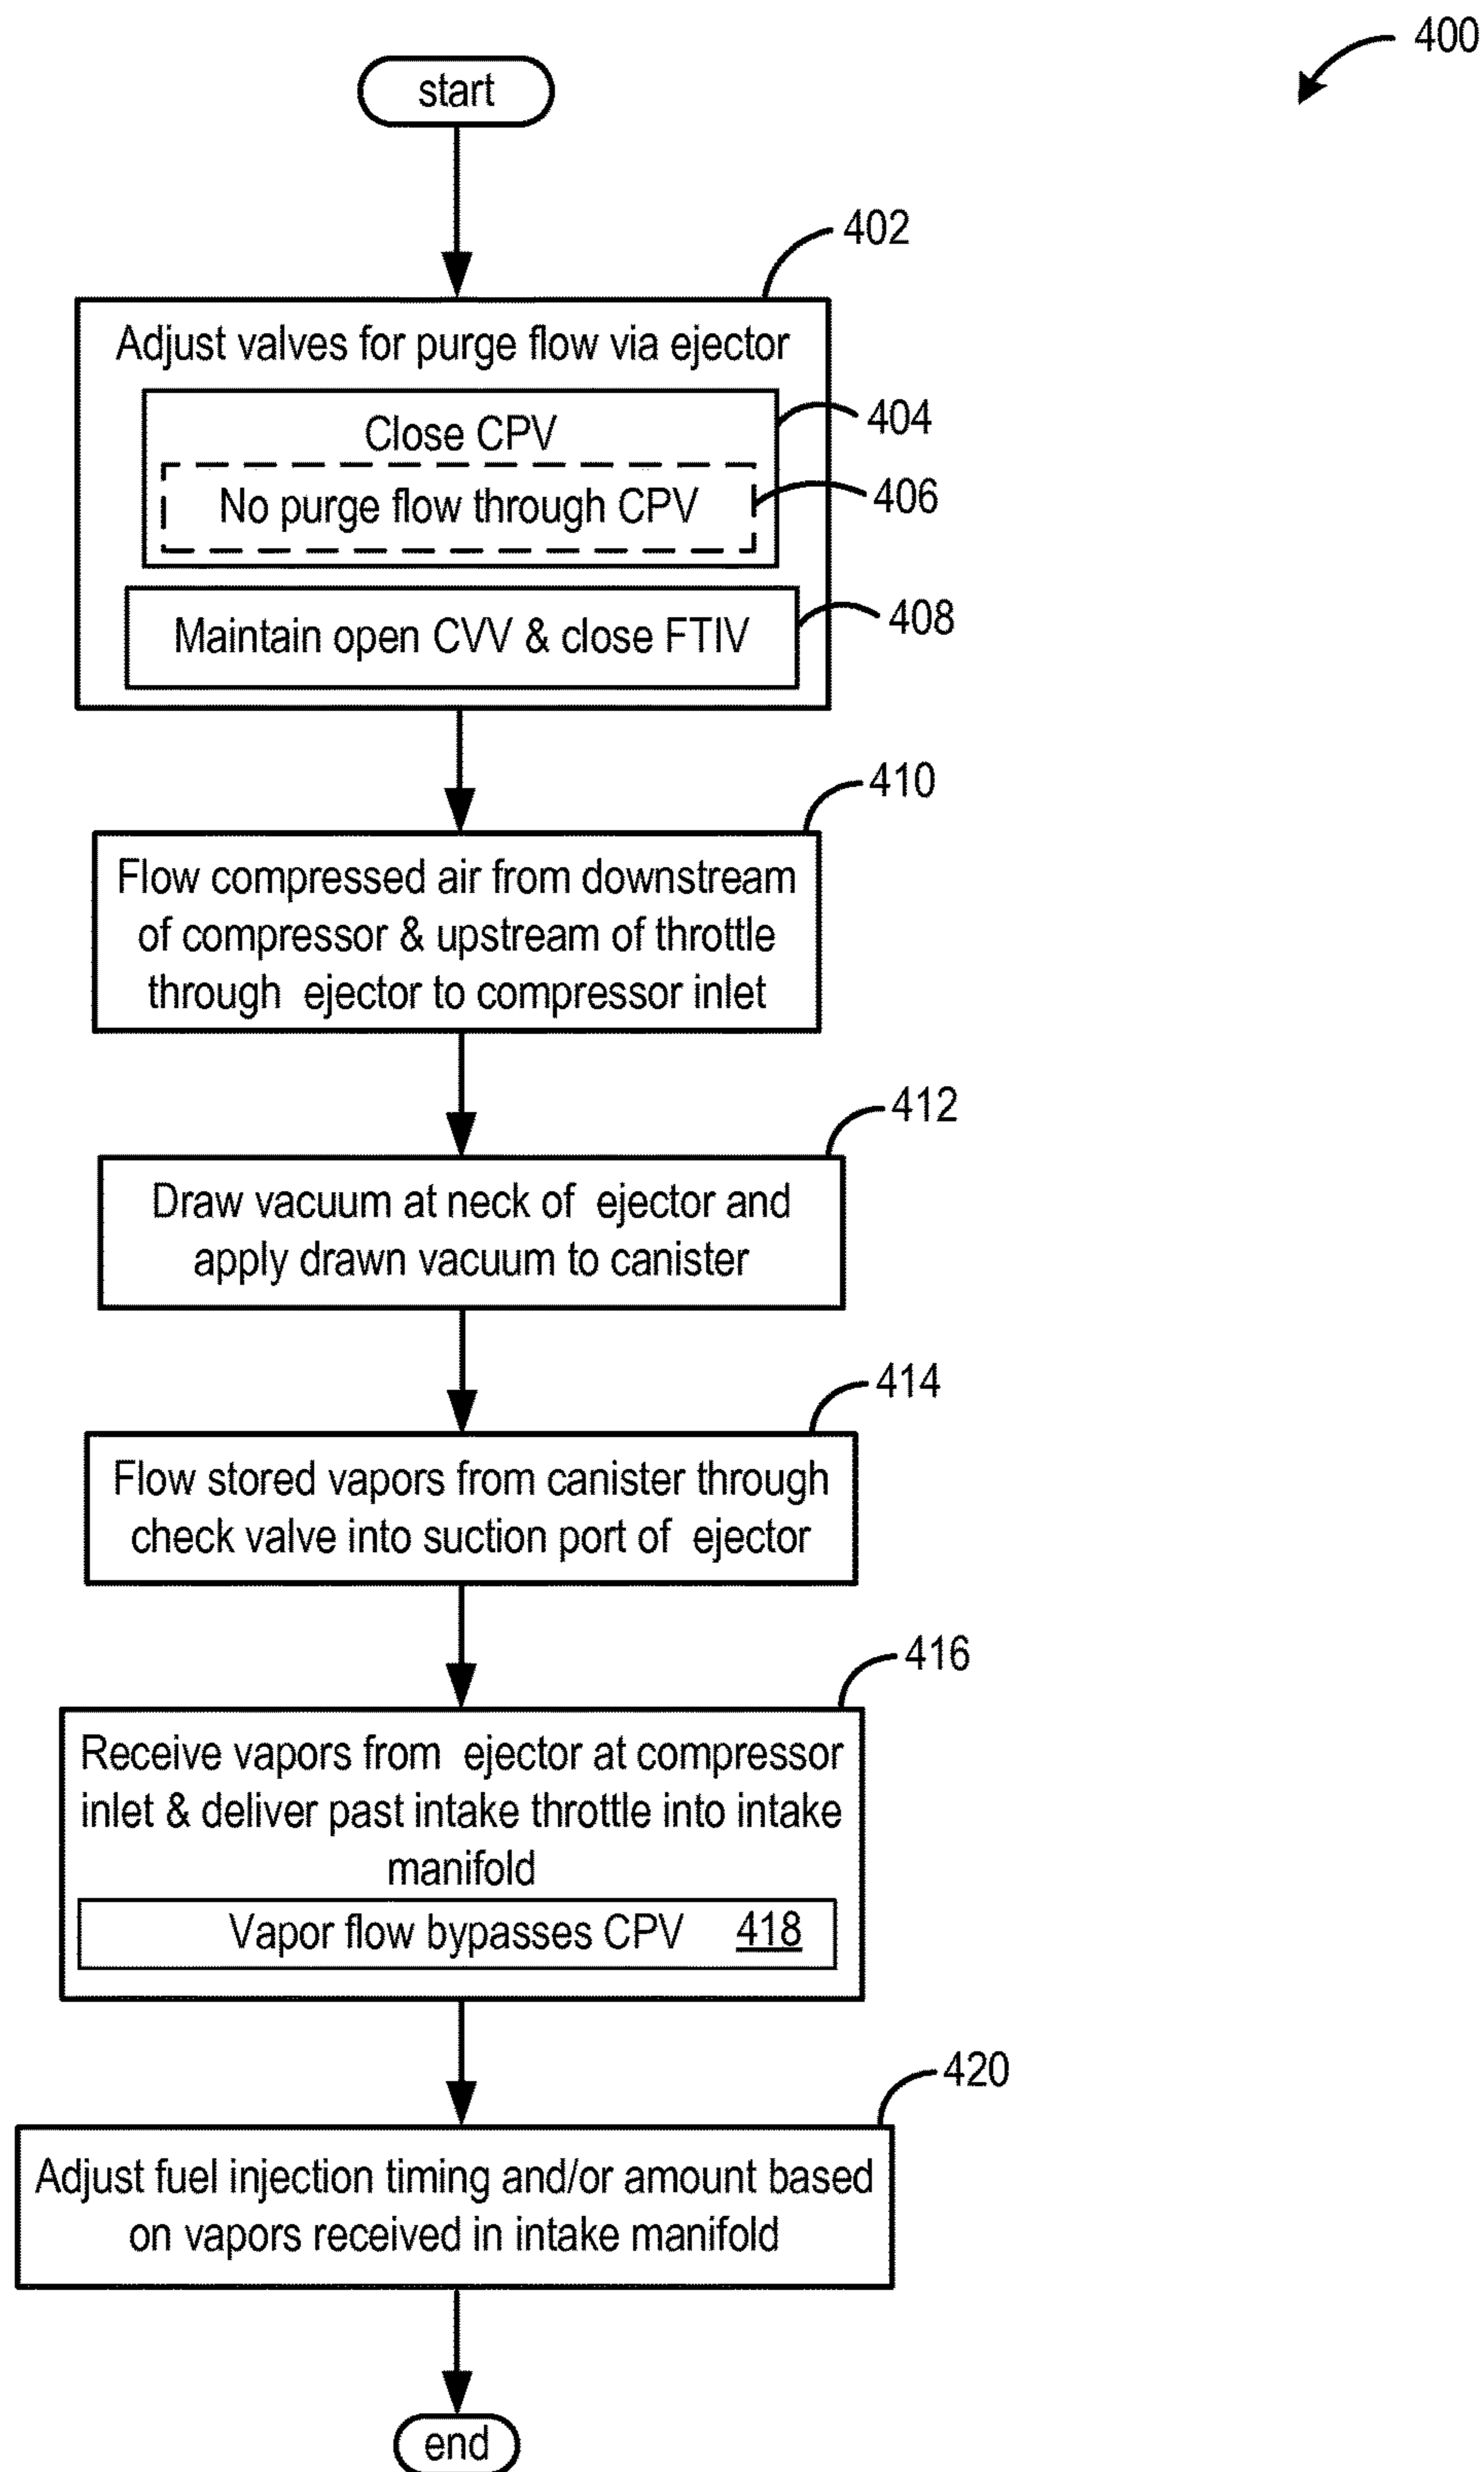 400
start
402
Adjust valves for purge flow via ejector
404
Close CPV
406
No purge flow through CPV
408
Maintain open CVV & close FTIV
410
Flow compressed air from downstream
of compressor & upstream of throttle
through ejector to compressor inlet
412
Draw vacuum at neck of ejector and
apply drawn vacuum to canister
414
Flow stored vapors from canister through
check valve into suction port of ejector
416
Receive vapors from ejector at compressor
inlet & deliver past intake throttle into intake
manifold
Vapor flow bypasses CPV 418
420
Adjust fuel injection timing and/or amount based
on vapors received in intake manifold
end